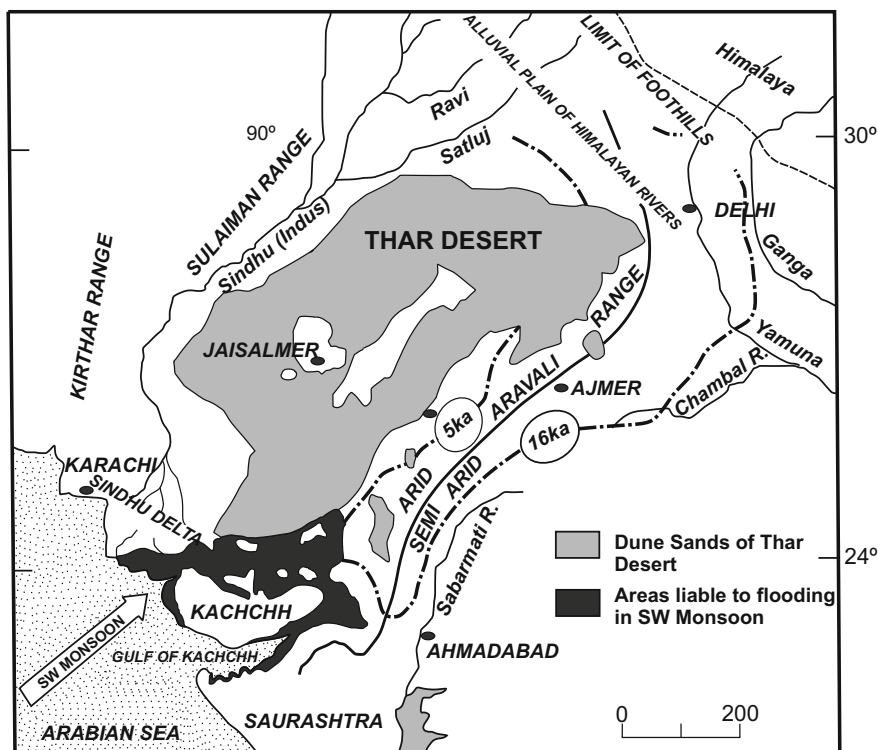 ALLUVIAL PLAIN OF HIMALAYAN RIVERS
LIMIT OF FOOTHILLS
Himalaya
90º
30º
Ravi
Satluj
SULAIMAN RANGE
Sindhu (Indus)
KIRTHAR RANGE
THAR DESERT
DELHI
Ganga
Yamuna
Chambal R.
JAISALMER
ARAVALI RANGE
AJMER
5ka
16ka
KARACHI
SINDHU DELTA
ARID
SEMI ARID
Sabarmati R.
24º
Dune Sands of Thar
Desert
Areas liable to flooding
in SW Monsoon
KACHCHH
SW MONSOON
GULF OF KACHCHH
AHMADABAD
SAURASHTRA
ARABIAN SEA
0
200